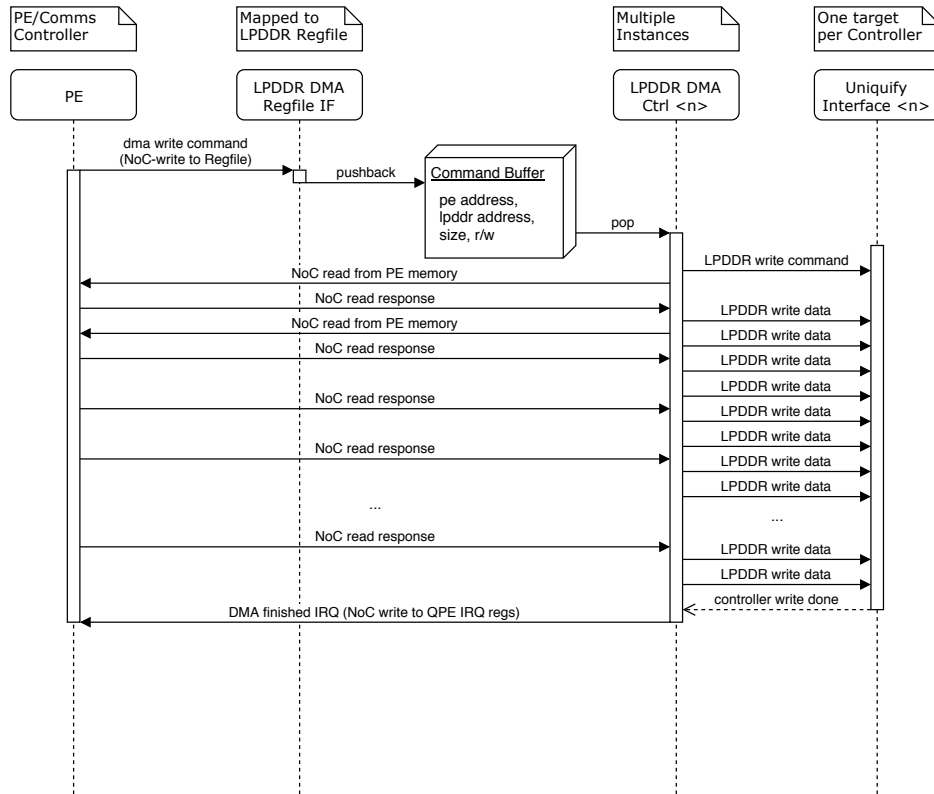 PE/Comms
Controller
Mapped to
LPDDR Regfile
Multiple
Instances
One target
per Controller
PE
LPDDR DMA
Regfile IF
LPDDR DMA
Ctrl <n>
Uniquify
Interface <n>
dma write command
(NoC-write to Regfile)
pushback
Command Buffer
pe address,
lpddr address,
size, r/w
pop
LPDDR write command
NoC read from PE memory
NoC read response
LPDDR write data
NoC read from PE memory
LPDDR write data
NoC read response
LPDDR write data
LPDDR write data
NoC read response
LPDDR write data
LPDDR write data
NoC read response
LPDDR write data
LPDDR write data
...
...
NoC read response
LPDDR write data
LPDDR write data
controller write done
DMA finished IRQ (NoC write to QPE IRQ regs)